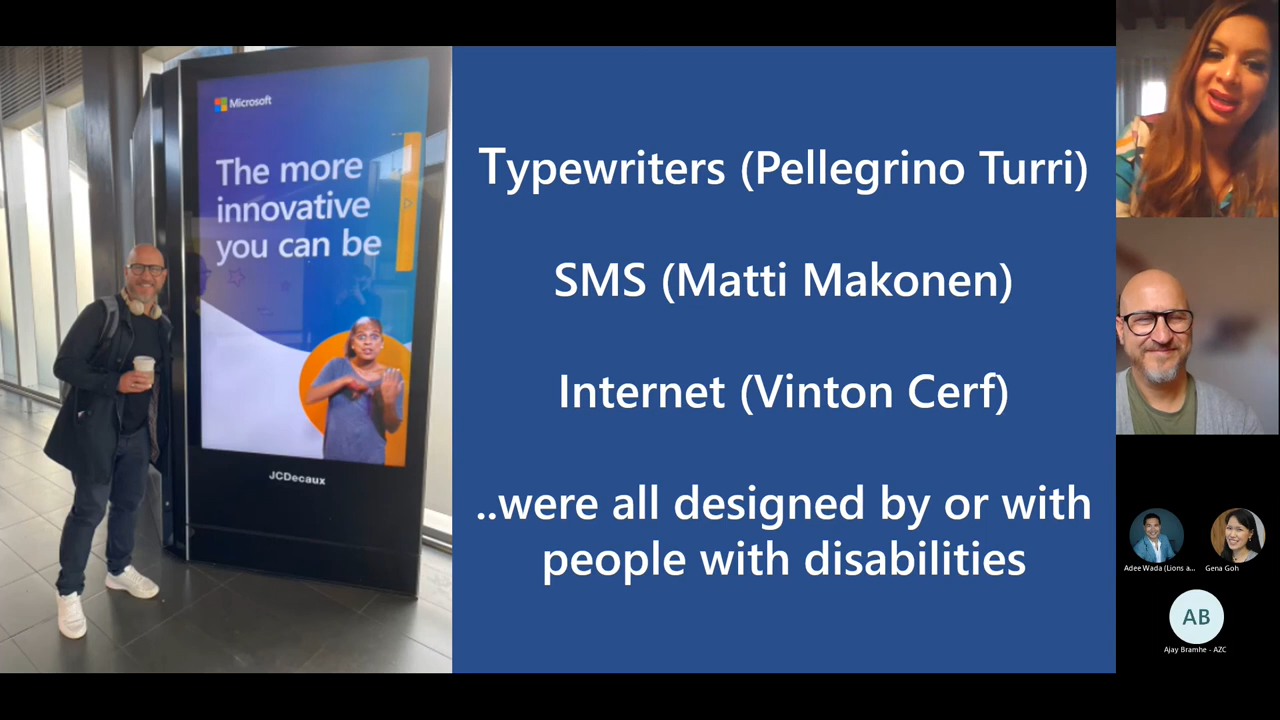 Microsoft
The more
innovative
you can be
JCDecaux
Typewriters (Pellegrino Turri)
SMS (Matti Makonen)
Internet (Vinton Cerf)
..were all designed by or with
people with disabilities
Adee Wada (Lions a...
Gena Goh
AB
Ajay Bramhe - AZC